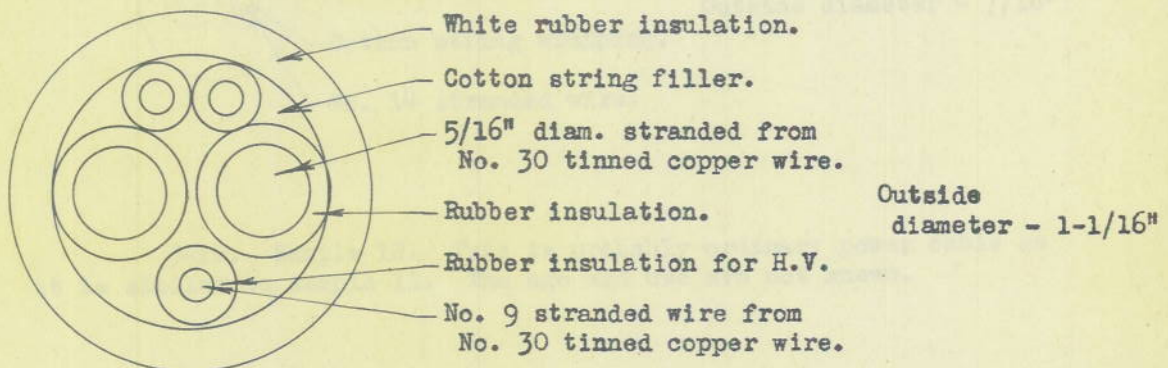 White rubber insulation.
Cotton string filler.
5/16" diam. stranded from
No. 30 tinned copper wire.
Rubber insulation.
Outside
diameter - 1-1/16"
Rubber insulation for H.V.
No. 9 stranded wire from
No. 30 tinned copper wire.